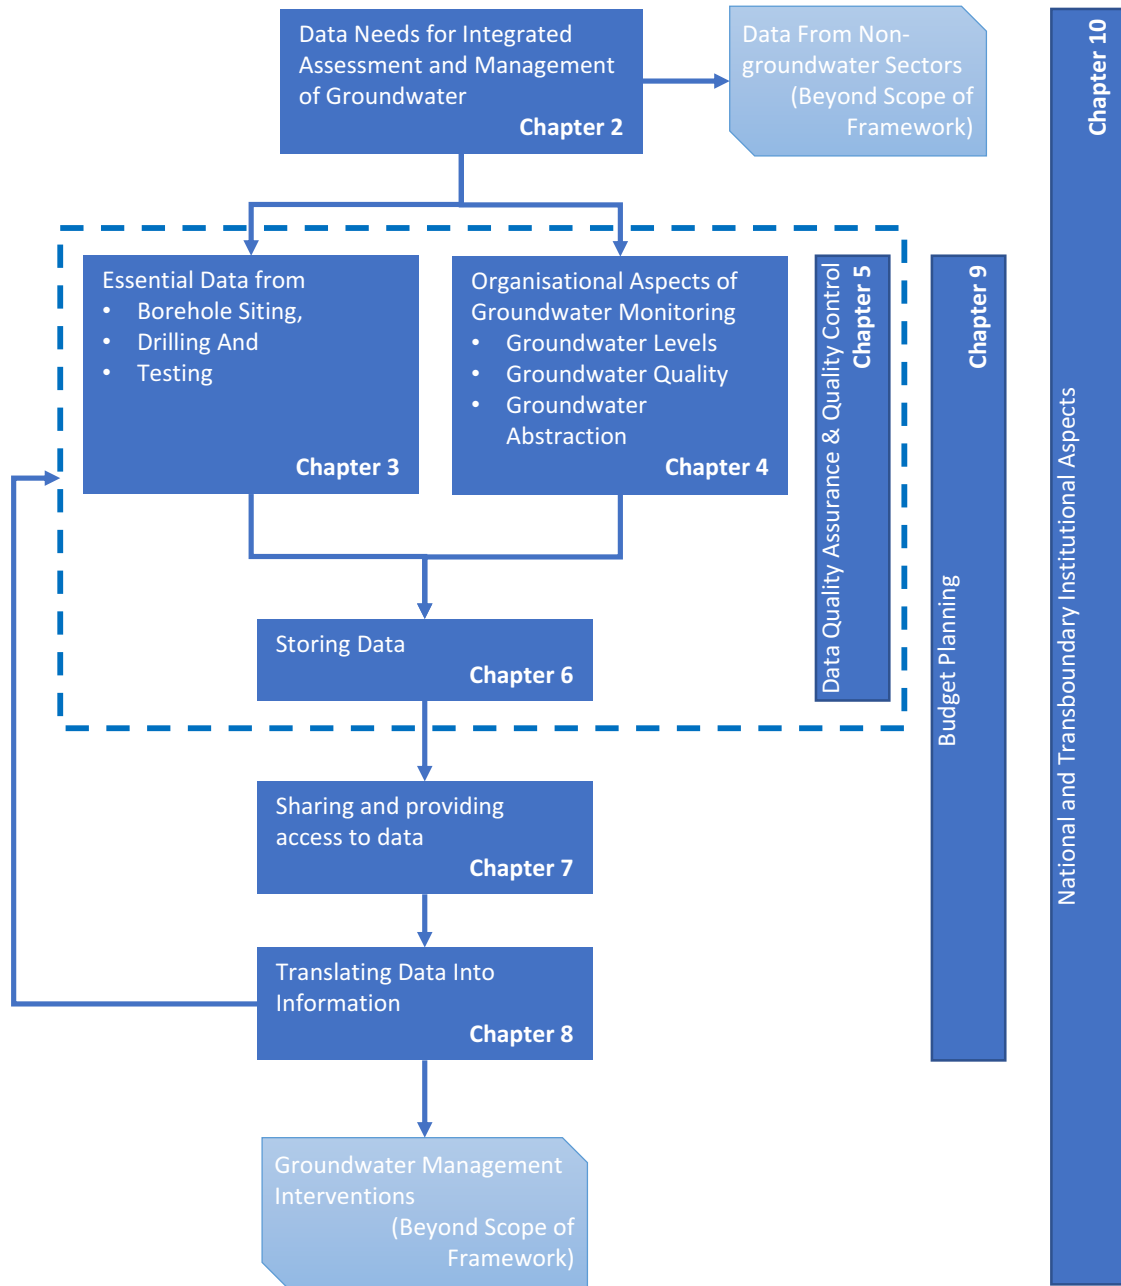 Data Needs for Integrated
Assessment and Management
of Groundwater
Chapter 2
Data From Non-
groundwater Sectors
(Beyond Scope of
Framework)
Essential Data from
• Borehole Siting,
• Drilling And
• Testing
Chapter 3
Organisational Aspects of
Groundwater Monitoring
• Groundwater Levels
• Groundwater Quality
• Groundwater
Abstraction
Chapter 4
Data Quality Assurance & Quality Control
Chapter 5
Storing Data
Chapter 6
Sharing and providing
access to data
Chapter 7
Translating Data Into
Information
Chapter 8
Groundwater Management
Interventions
(Beyond Scope of
Framework)
Budget Planning
Chapter 9
National and Transboundary Institutional Aspects
Chapter 10